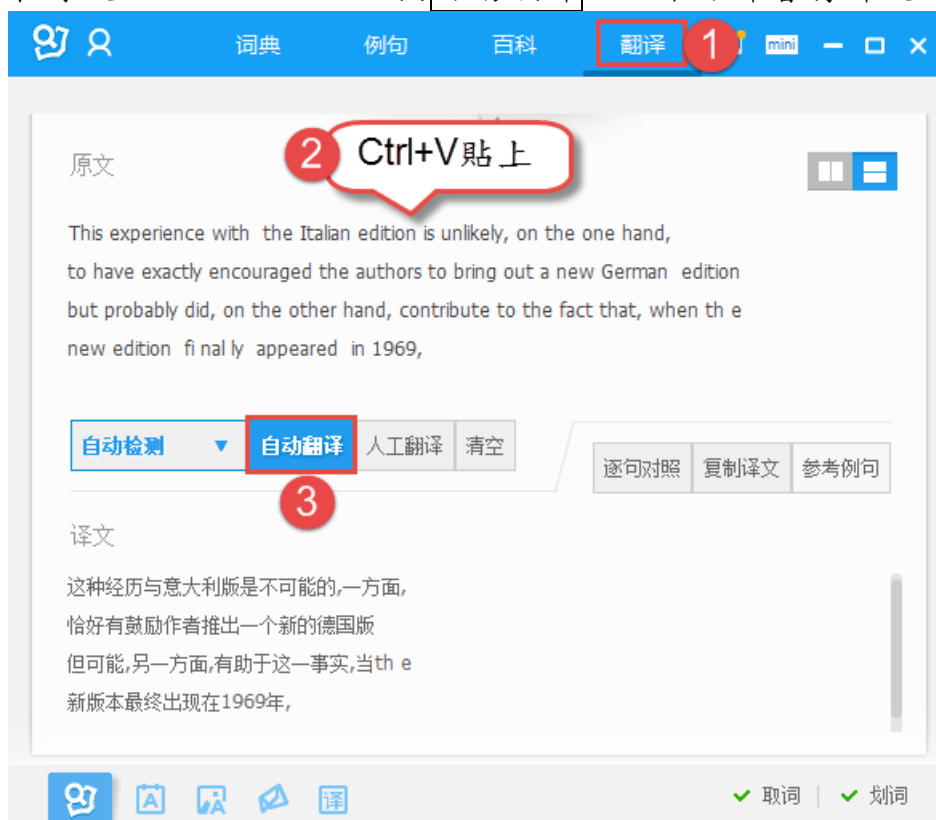 词典 例句 百科 翻译 1 mini
原文
2 Ctrl+V貼上
This experience with the Italian edition is unlikely, on the one hand,
to have exactly encouraged the authors to bring out a new German edition
but probably did, on the other hand, contribute to the fact that, when th e
new edition fi nal ly appeared in 1969,
自动检测 自动翻译 人工翻译 清空
逐句对照 复制译文 参考例句
3
译文
这种经历与意大利版是不可能的,一方面,
恰好有鼓励作者推出一个新的德国版
但可能,另一方面,有助于这一事实,当th e
新版本最终出现在1969年,
A A 译 取词 划词